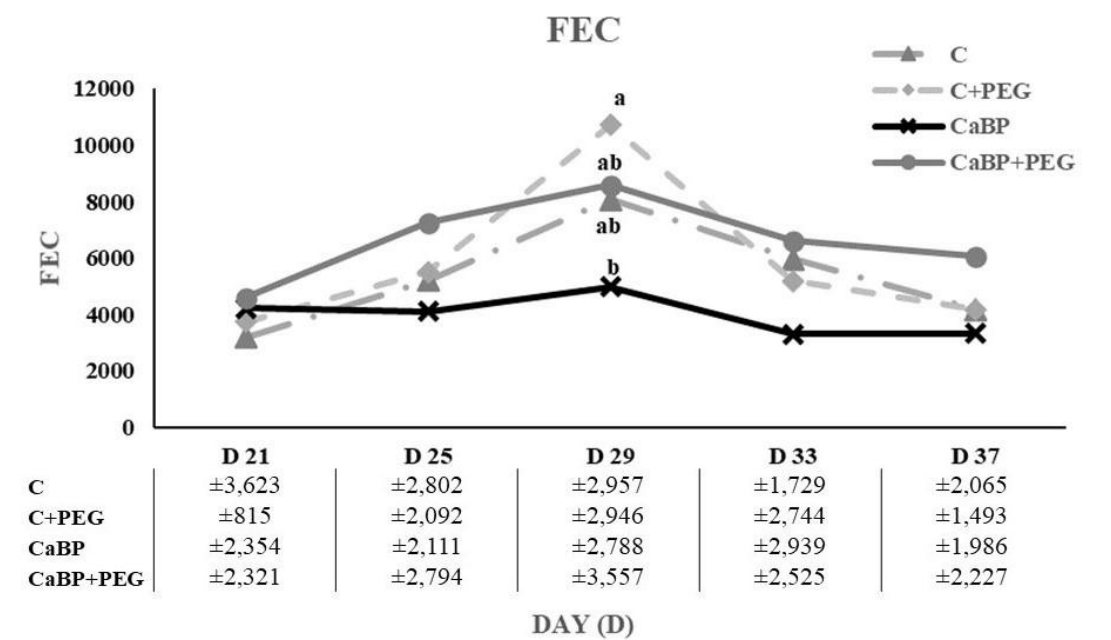 FEC
C
C+PEG
CaBP
CaBP+PEG
12000
10000
8000
6000
4000
2000
0
FEC
a
ab
ab
b
D 21 D 25 D 29 D 33 D 37
C ±3,623 ±2,802 ±2,957 ±1,729 ±2,065
C+PEG ±815 ±2,092 ±2,946 ±2,744 ±1,493
CaBP ±2,354 ±2,111 ±2,788 ±2,939 ±1,986
CaBP+PEG ±2,321 ±2,794 ±3,557 ±2,525 ±2,227
DAY (D)